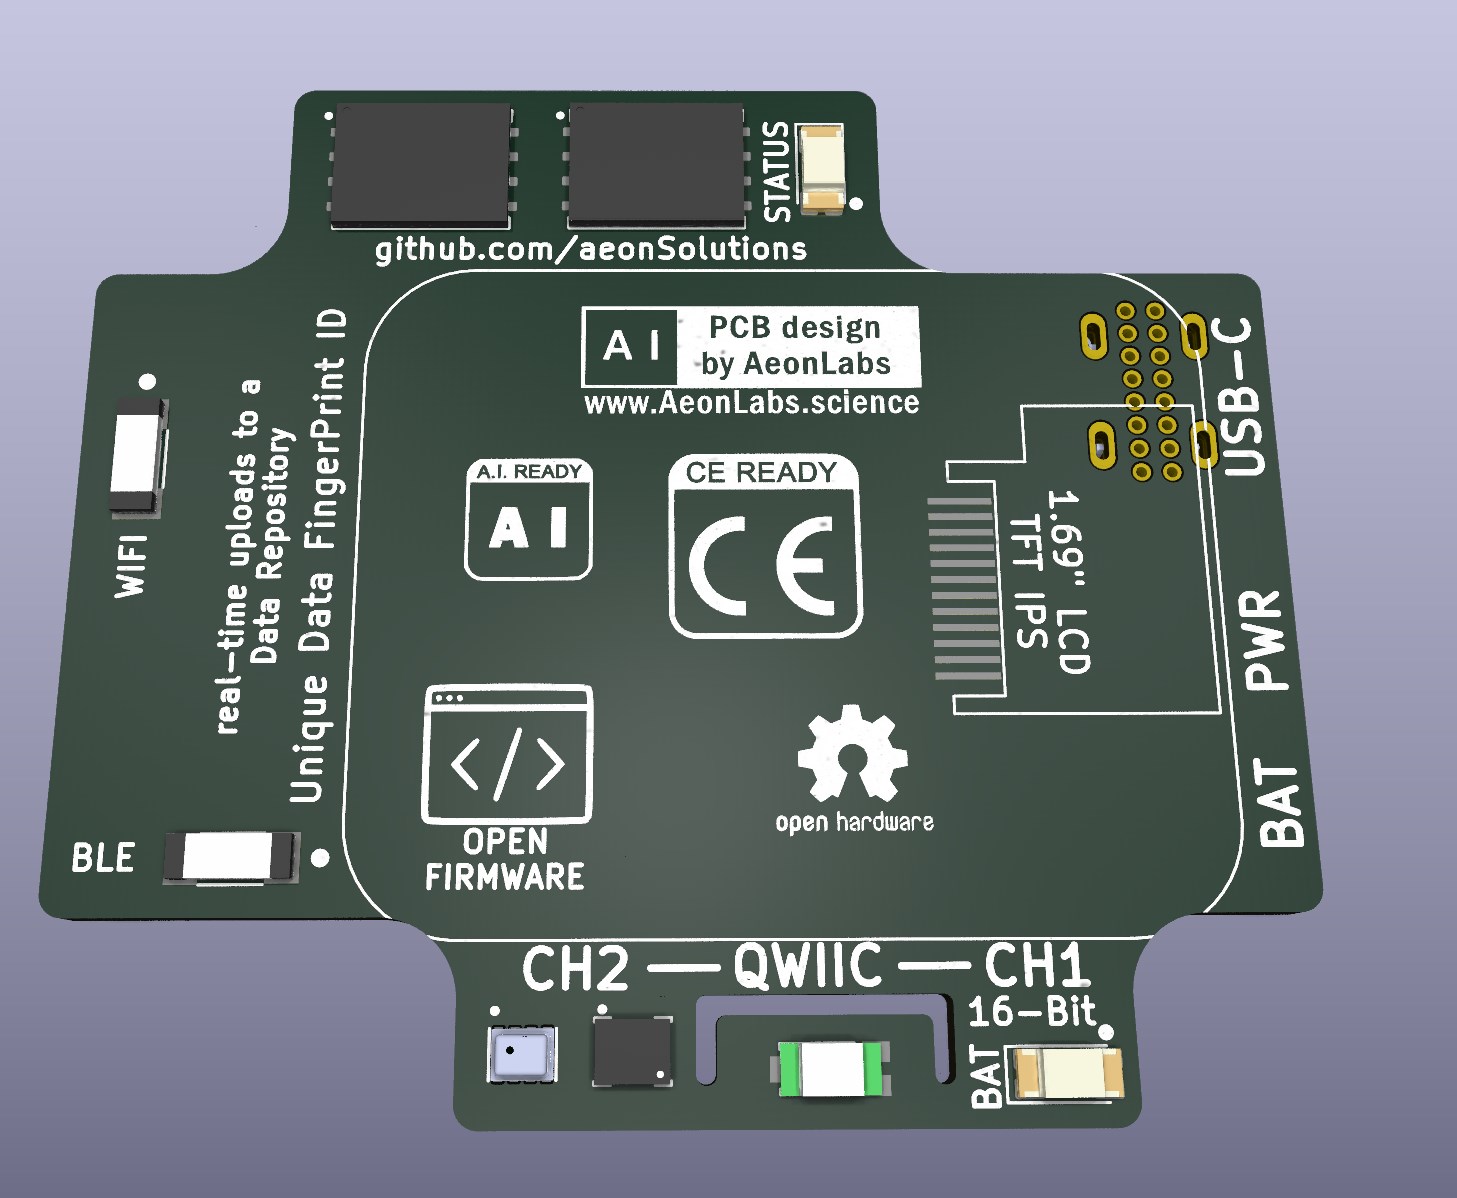 STATUS
github.com/aeonSolutions
AI
PCB design
by AeonLabs
www.AeonLabs.science
USB-C
WIFI
real-time uploads to a
Data Repository
Unique Data FingerPrint ID
A.I. READY
AI
CE READY
CE
1.69" LCD
TFT IPS
PWR
BAT
</>
OPEN
FIRMWARE
open hardware
BLE
CH2 — QWIIC — CH1
16-Bit
BAT